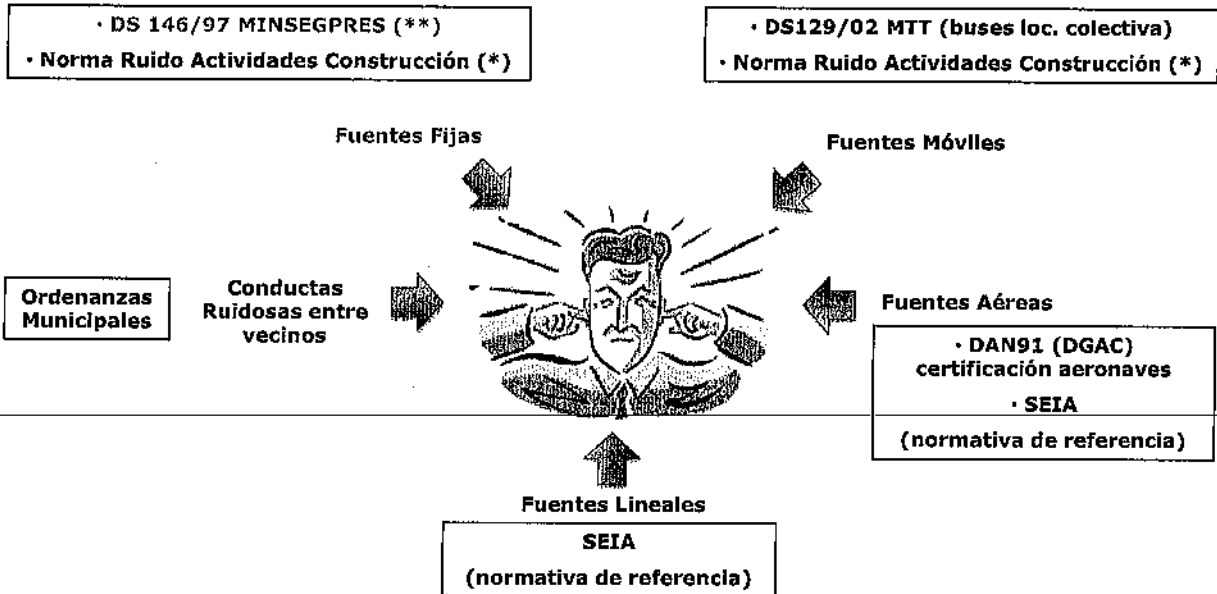 · DS 146/97 MINSEGPRES (**)
· Norma Ruido Actividades Construcción (*)
· DS129/02 MTT (buses loc. colectiva)
· Norma Ruido Actividades Construcción (*)
Fuentes Fijas
Fuentes Móviles
Ordenanzas
Municipales
Conductas
Ruidosas entre
vecinos
Fuentes Aéreas
· DAN91 (DGAC)
certificación aeronaves
· SEIA
(normativa de referencia)
Fuentes Lineales
SEIA
(normativa de referencia)